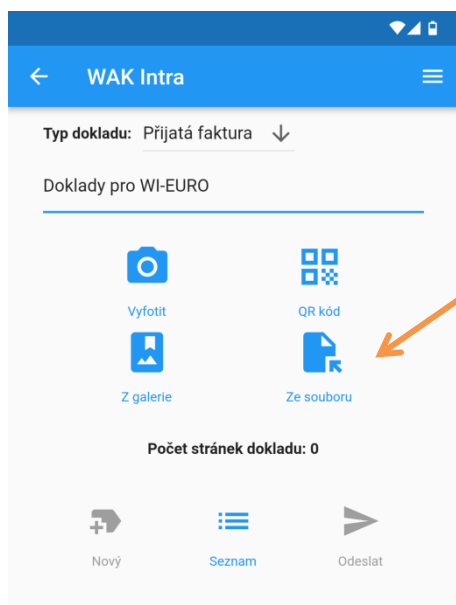 WAK Intra
Typ dokladu: Přijatá faktura
Doklady pro WI-EURO
Vyfotit QR kód
Z galerie Ze souboru
Počet stránek dokladu: 0
Nový Seznam Odeslat